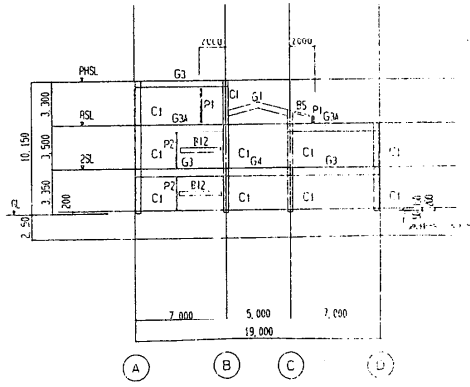 2000
2000
PHSL
G3
C1
G1
P1
B5
P1
3,300
C1
G3A
G3A
RSL
10,150
3,500
P2
B12
C1
G3
C1
G4
C1
G3
C1
2SL
3,350
P2
B12
200
C1
C1
C1
C1
2,50
7,000
5,000
7,000
19,000
A
B
C
D